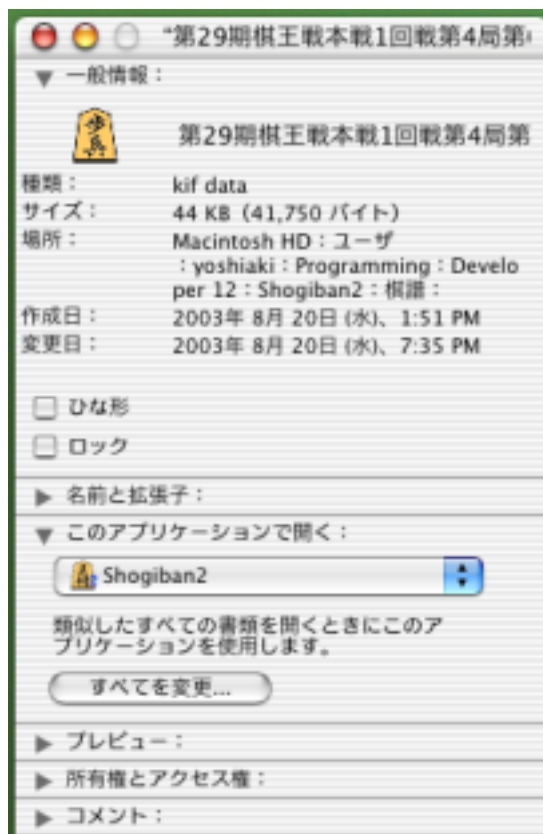 "第29期棋王戦本戦1回戦第4局第
一般情報：
歩兵
第29期棋王戦本戦1回戦第4局第
種類： kif data
サイズ： 44 KB（41,750 バイト）
場所： Macintosh HD：ユーザ
：yoshiaki：Programming：Develo
per 12：Shogiban2：棋譜：
作成日： 2003年 8月 20日 (水)、1:51 PM
変更日： 2003年 8月 20日 (水)、7:35 PM
ひな形
ロック
名前と拡張子：
このアプリケーションで開く：
Shogiban2
類似したすべての書類を開くときにこのア
プリケーションを使用します。
すべてを変更...
プレビュー：
所有権とアクセス権：
コメント：